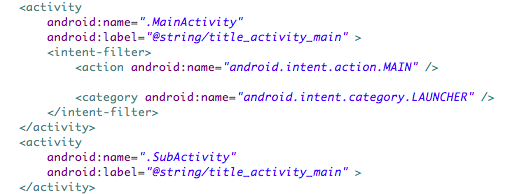 <activity
    android:name=".MainActivity"
    android:label="@string/title_activity_main" >
    <intent-filter>
        <action android:name="android.intent.action.MAIN" />

        <category android:name="android.intent.category.LAUNCHER" />
    </intent-filter>
</activity>
<activity
    android:name=".SubActivity"
    android:label="@string/title_activity_main" >
</activity>